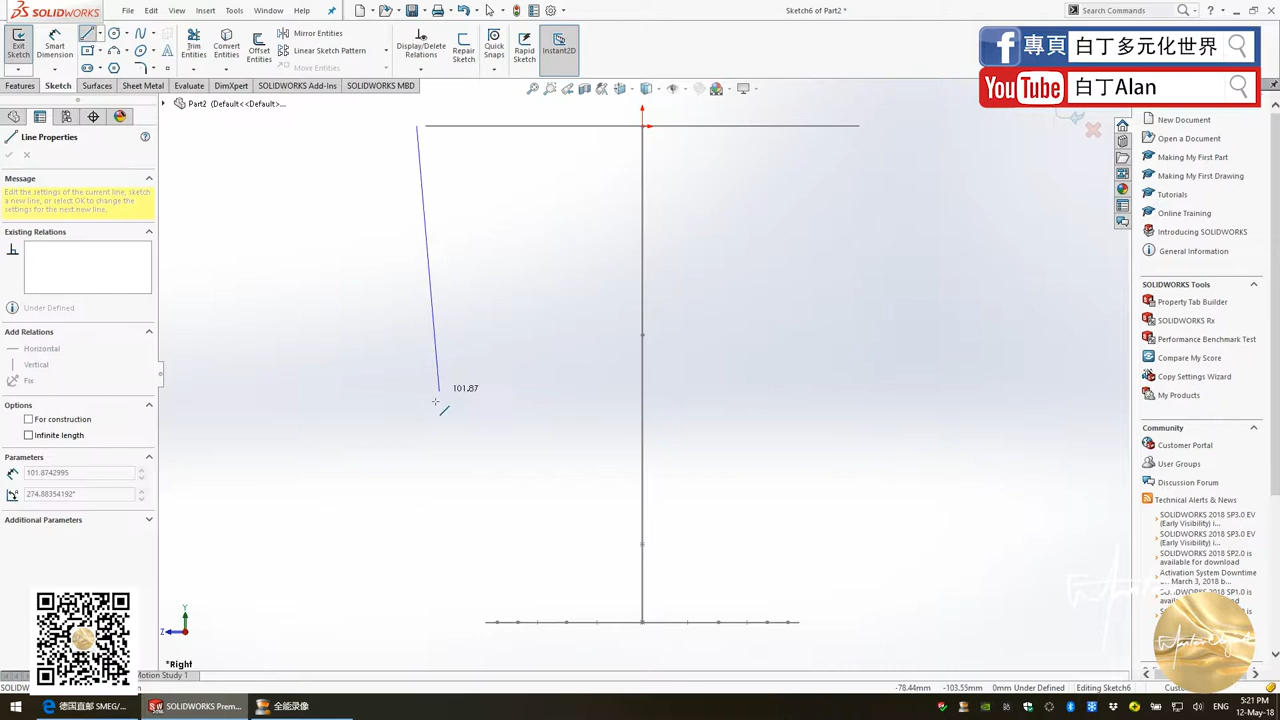 SOLIDWORKS
File Edit View Insert Tools Window Help
Sketch6 of Part2 *
Search Commands
Exit Sketch
Smart Dimension
Trim Entities
Convert Entities
Offset Entities
Mirror Entities
Linear Sketch Pattern
Move Entities
Display/Delete Relations
Repair Sketch
Quick Snaps
Rapid Sketch
Instant2D
專頁 白丁多元化世界
YouTube 白丁Alan
Features Sketch Surfaces Sheet Metal Evaluate DimXpert SOLIDWORKS Add-Ins SOLIDWORKS MBD
Part2 (Default<<Default>...
Line Properties
Message
Edit the settings of the current line, sketch
a new line, or select OK to change the
settings for the next new line.
Existing Relations
Under Defined
Add Relations
Horizontal
Vertical
Fix
Options
For construction
Infinite length
Parameters
101.8742995
274.88354192°
Additional Parameters
101.87
Y
Z
*Right
New Document
Open a Document
Making My First Part
Making My First Drawing
Tutorials
Online Training
Introducing SOLIDWORKS
General Information
SOLIDWORKS Tools
Property Tab Builder
SOLIDWORKS Rx
Performance Benchmark Test
Compare My Score
Copy Settings Wizard
My Products
Community
Customer Portal
User Groups
Discussion Forum
Technical Alerts & News
SOLIDWORKS 2018 SP3.0 EV
(Early Visibility) i...
SOLIDWORKS 2018 SP3.0 EV
(Early Visibility) i...
SOLIDWORKS 2018 SP2.0 is
available for download
Activation System Downtime
Motion Study 1
-78.44mm -103.55mm 0mm Under Defined Editing Sketch6
德国直邮 SMEG/...
SOLIDWORKS Prem...
全能录像
ENG
5:21 PM
12-May-18